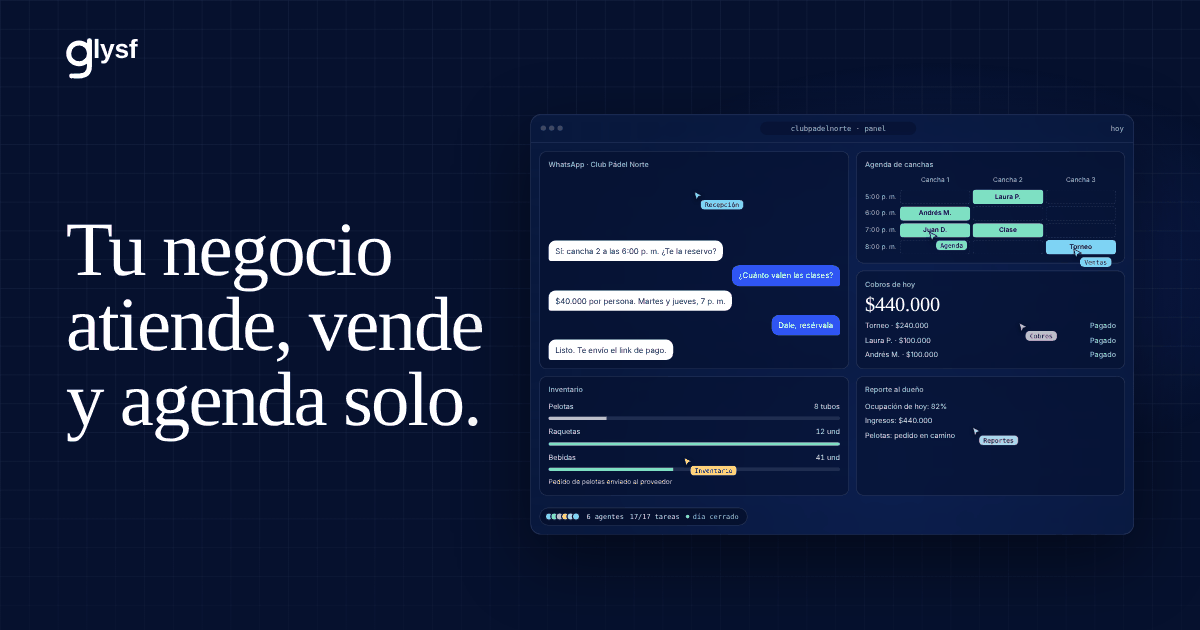 glysf
Tu negocio
atiende, vende
y agenda solo.
clubpadelnorte · panel
hoy
WhatsApp · Club Pádel Norte
Recepción
Sí: cancha 2 a las 6:00 p. m. ¿Te la reservo?
¿Cuánto valen las clases?
$40.000 por persona. Martes y jueves, 7 p. m.
Dale, resérvala
Listo. Te envío el link de pago.
Agenda de canchas
Cancha 1 Cancha 2 Cancha 3
5:00 p. m. Laura P.
6:00 p. m. Andrés M.
7:00 p. m. Juan D. Clase
8:00 p. m. Torneo
Agenda
Ventas
Cobros de hoy
$440.000
Torneo · $240.000 Pagado
Cobros
Laura P. · $100.000 Pagado
Andrés M. · $100.000 Pagado
Inventario
Pelotas 8 tubos
Raquetas 12 und
Bebidas 41 und
Inventario
Pedido de pelotas enviado al proveedor
Reporte al dueño
Ocupación de hoy: 82%
Ingresos: $440.000
Pelotas: pedido en camino
Reportes
6 agentes 17/17 tareas día cerrado